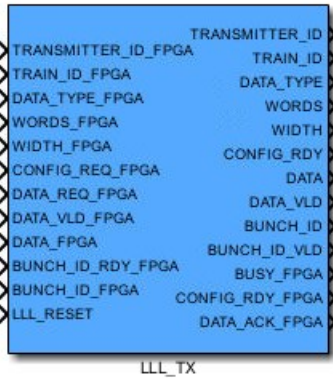 TRANSMITTER_ID
TRANSMITTER_ID_FPGA
TRAIN_ID
TRAIN_ID_FPGA
DATA_TYPE
DATA_TYPE_FPGA
WORDS
WORDS_FPGA
WIDTH
WIDTH_FPGA
CONFIG_RDY
CONFIG_REQ_FPGA
DATA
DATA_REQ_FPGA
DATA_VLD
DATA_VLD_FPGA
BUNCH_ID
DATA_FPGA
BUNCH_ID_VLD
BUNCH_ID_RDY_FPGA
BUSY_FPGA
BUNCH_ID_FPGA
CONFIG_RDY_FPGA
LLL_RESET
DATA_ACK_FPGA
LLL_TX